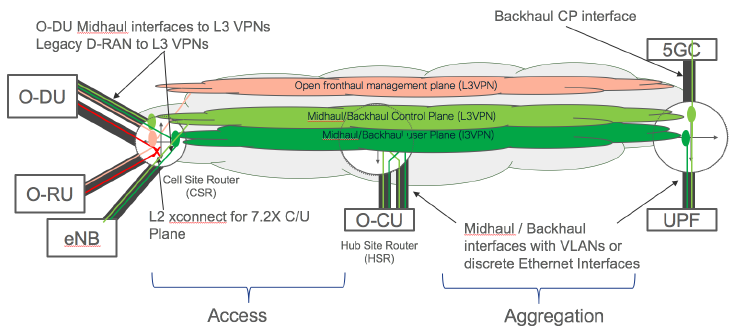 Backhaul CP interface
O-DU Midhaul interfaces to L3 VPNs
Legacy D-RAN to L3 VPNs
5GC
O-DU
Open fronthaul management plane (L3VPN)
Midhaul/Backhaul Control Plane (L3VPN)
Midhaul/Backhaul user Plane (l3VPN)
Cell Site Router
(CSR)
O-RU
L2 xconnect for 7.2X C/U
Plane
eNB
O-CU
Hub Site Router
(HSR)
Midhaul / Backhaul
interfaces with VLANs or
discrete Ethernet Interfaces
UPF
Access
Aggregation